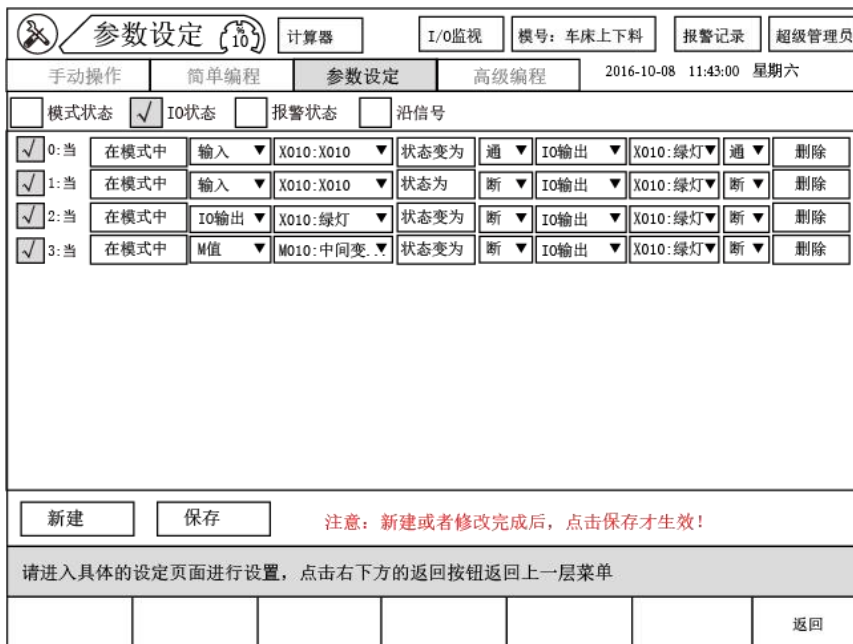 参数设定 10 计算器 I/O监视 模号：车床上下料 报警记录 超级管理员
手动操作 简单编程 参数设定 高级编程 2016-10-08 11:43:00 星期六
模式状态 √ IO状态 报警状态 沿信号
√ 0:当 在模式中 输入 ▼ X010:X010 ▼ 状态变为 通 ▼ IO输出 ▼ X010:绿灯▼ 通 ▼ 删除
√ 1:当 在模式中 输入 ▼ X010:X010 ▼ 状态为 断 ▼ IO输出 ▼ X010:绿灯▼ 断 ▼ 删除
√ 2:当 在模式中 IO输出 ▼ X010:绿灯 ▼ 状态变为 断 ▼ IO输出 ▼ X010:绿灯▼ 断 ▼ 删除
√ 3:当 在模式中 M值 ▼ M010:中间变..▼ 状态变为 断 ▼ IO输出 ▼ X010:绿灯▼ 断 ▼ 删除
新建 保存 注意：新建或者修改完成后，点击保存才生效！
请进入具体的设定页面进行设置，点击右下方的返回按钮返回上一层菜单
返回